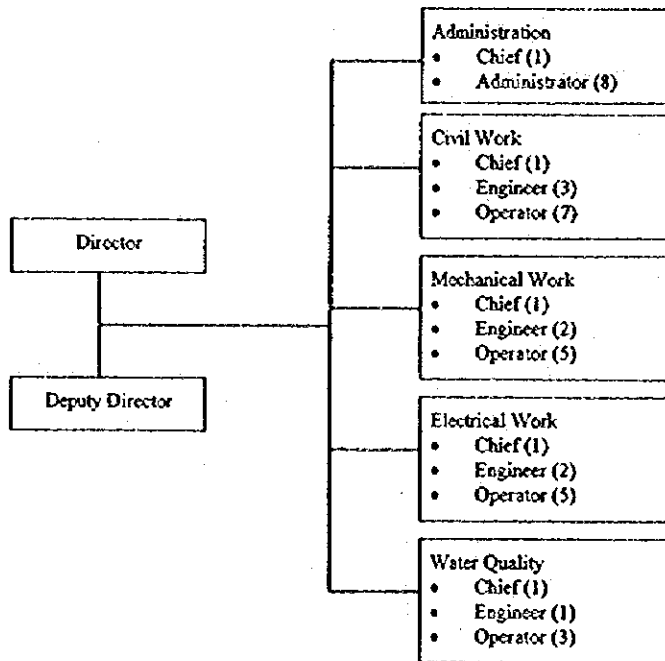 Director
Deputy Director
Administration
• Chief (1)
• Administrator (8)
Civil Work
• Chief (1)
• Engineer (3)
• Operator (7)
Mechanical Work
• Chief (1)
• Engineer (2)
• Operator (5)
Electrical Work
• Chief (1)
• Engineer (2)
• Operator (5)
Water Quality
• Chief (1)
• Engineer (1)
• Operator (3)